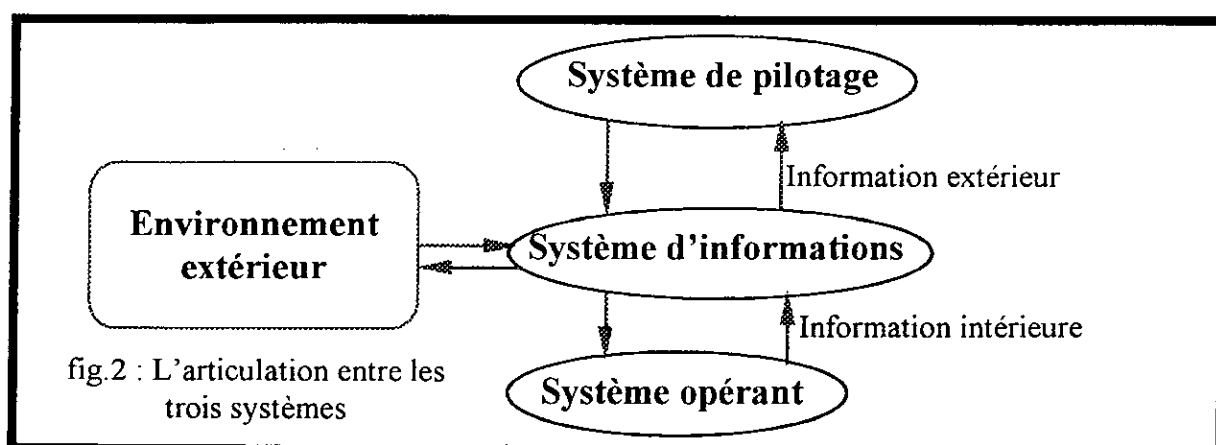 Système de pilotage
Information extérieur
Environnement
extérieur
Système d'informations
Information intérieure
fig.2 : L'articulation entre les
trois systèmes
Système opérant